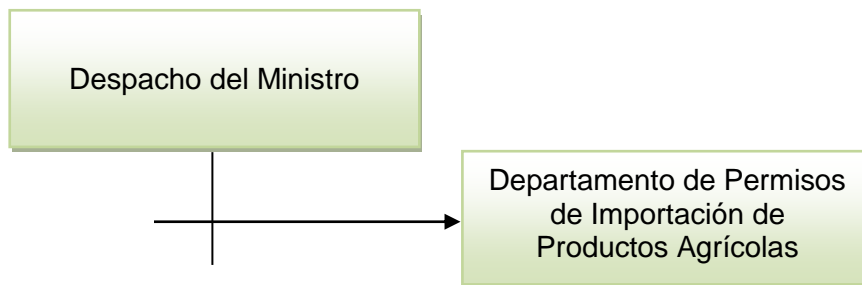 Despacho del Ministro
Departamento de Permisos
de Importación de
Productos Agrícolas